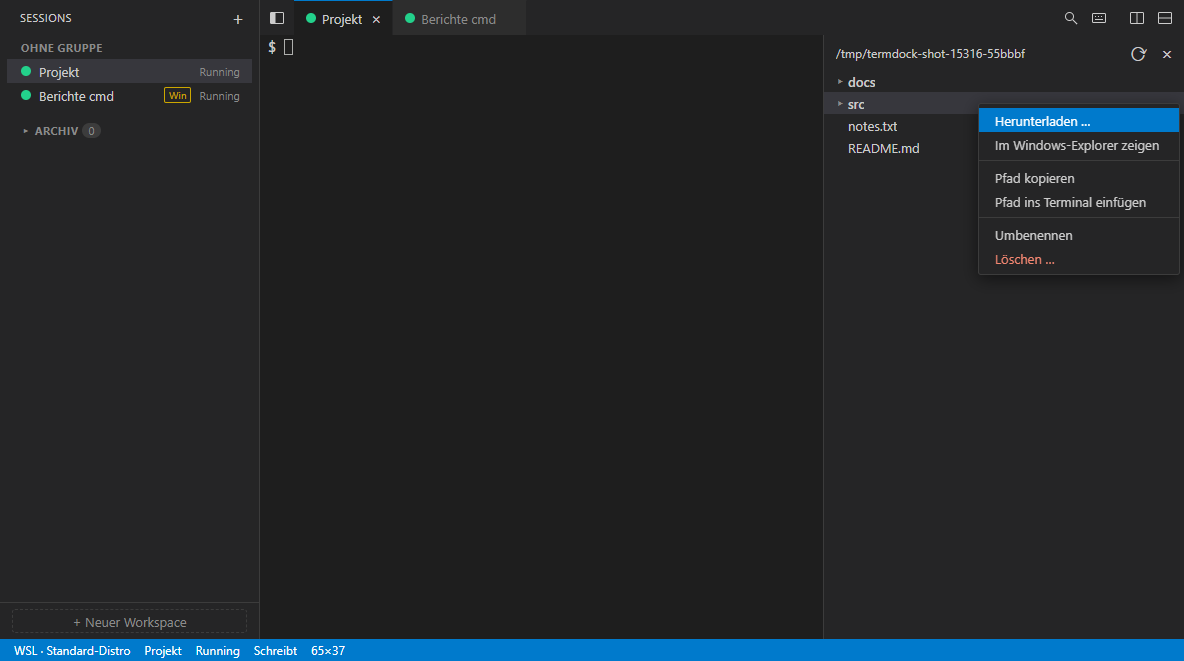 SESSIONS +
OHNE GRUPPE
Projekt Running
Berichte cmd Win Running
ARCHIV 0
+ Neuer Workspace
Projekt ×
Berichte cmd
$
/tmp/termdock-shot-15316-55bbbf
docs
src
notes.txt
README.md
Herunterladen ...
Im Windows-Explorer zeigen
Pfad kopieren
Pfad ins Terminal einfügen
Umbenennen
Löschen ...
WSL · Standard-Distro Projekt Running Schreibt 65×37